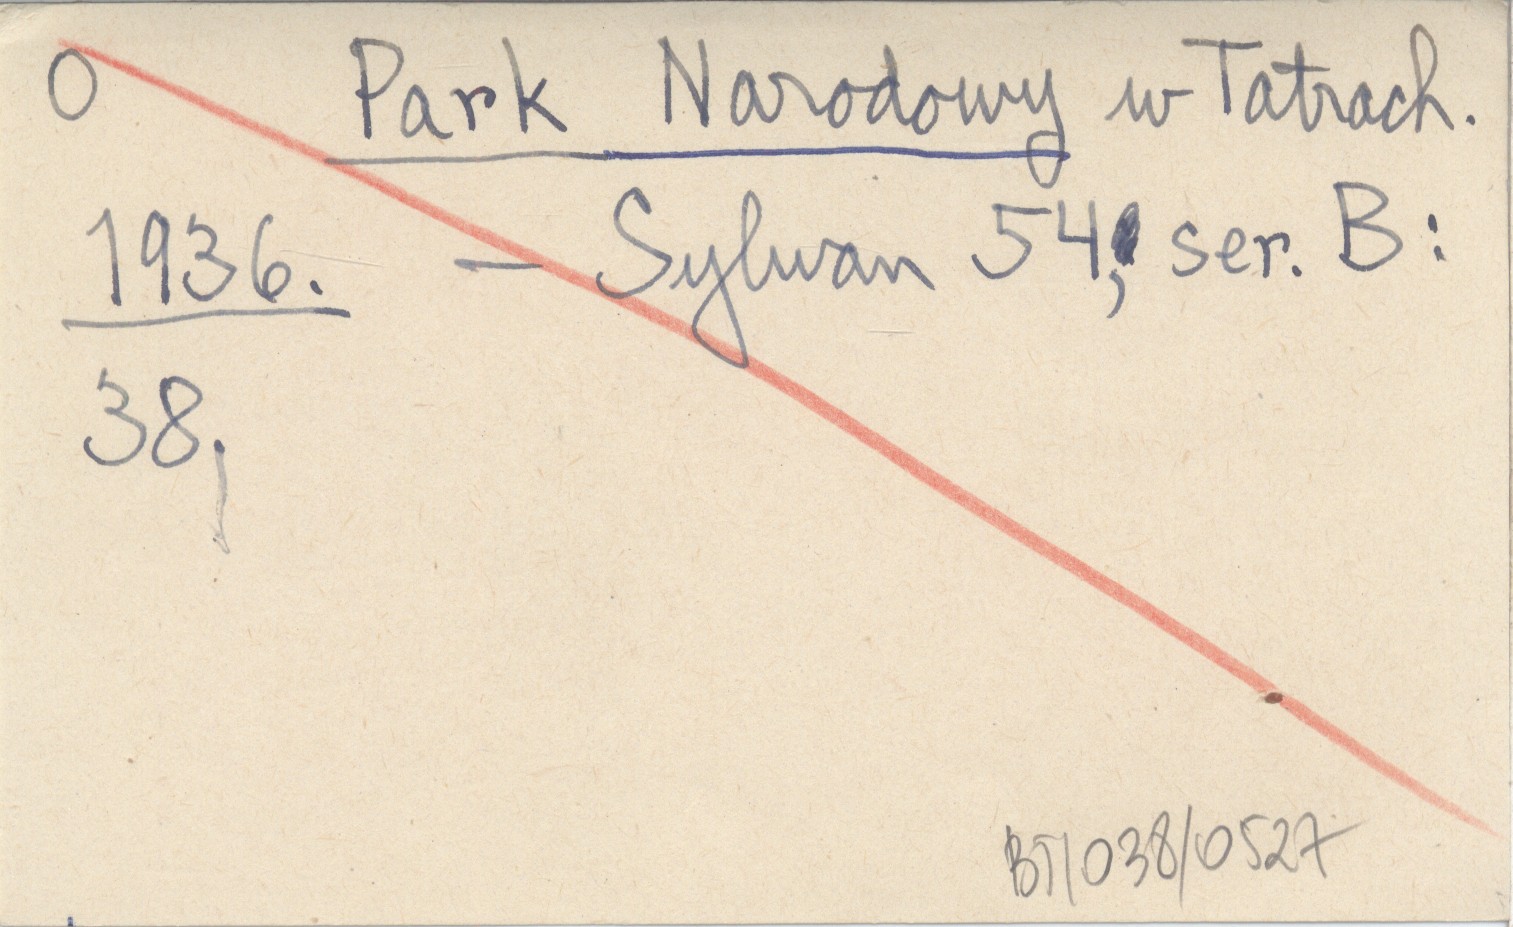 O Park Narodowy w Tatrach.
1936. – Sylwan 54, ser. B:
38,
BT/038/0527